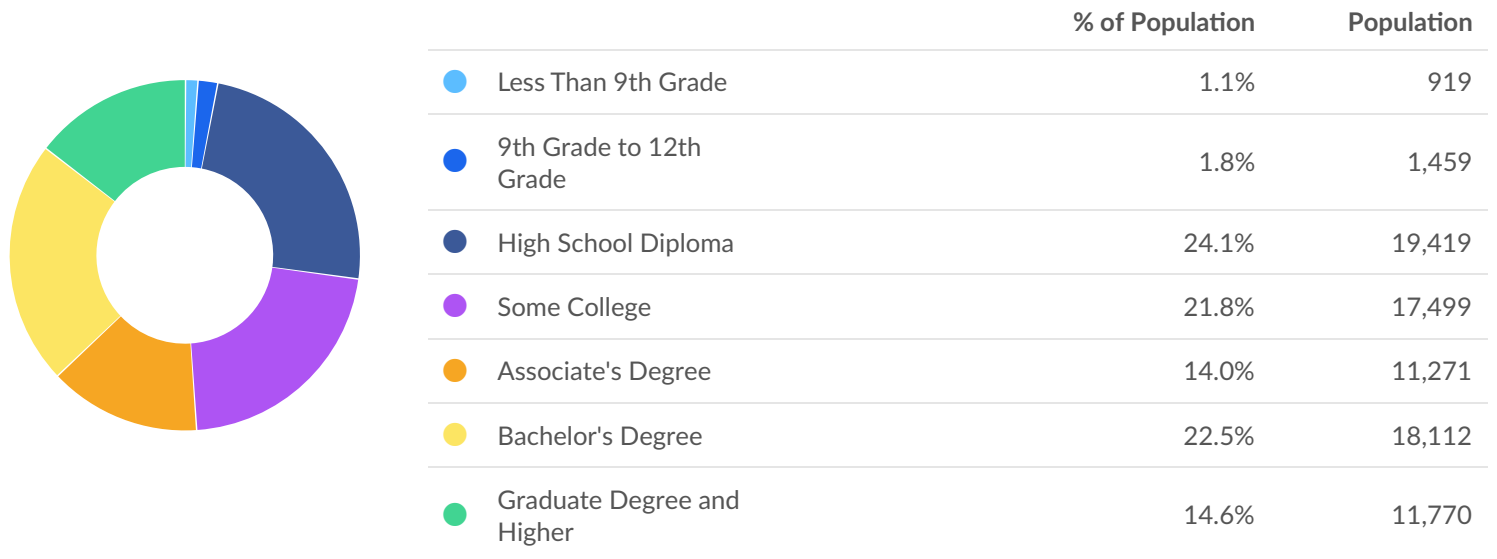 % of Population Population
Less Than 9th Grade 1.1% 919
9th Grade to 12th
Grade 1.8% 1,459
High School Diploma 24.1% 19,419
Some College 21.8% 17,499
Associate's Degree 14.0% 11,271
Bachelor's Degree 22.5% 18,112
Graduate Degree and
Higher 14.6% 11,770